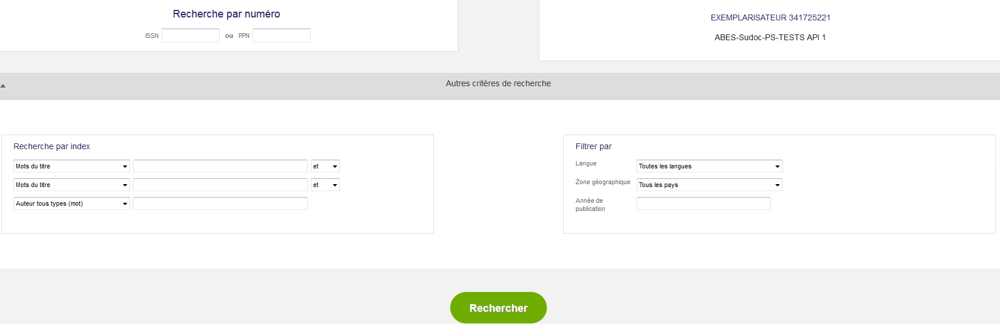 Recherche par numéro
ISSN ou PPN
EXEMPLARISATEUR 341725221
ABES-Sudoc-PS-TESTS API 1
Autres critères de recherche
Recherche par index
Mots du titre et
Mots du titre et
Auteur tous types (mot)
Filtrer par
Langue Toutes les langues
Zone géographique Tous les pays
Année de
publication
Rechercher